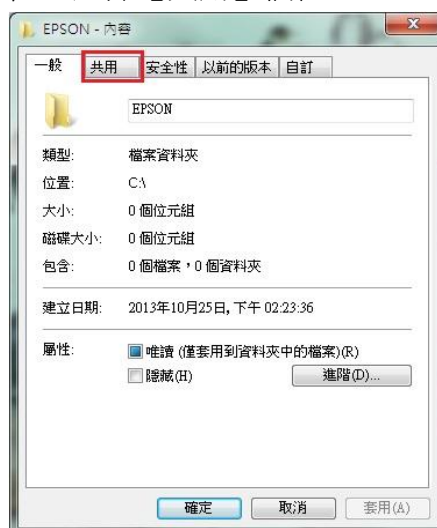 EPSON - 內容
一般 共用 安全性 以前的版本 自訂
EPSON
類型: 檔案資料夾
位置: C:\
大小: 0 個位元組
磁碟大小: 0 個位元組
包含: 0 個檔案，0 個資料夾
建立日期: 2013年10月25日, 下午 02:23:36
屬性: 唯讀 (僅套用到資料夾中的檔案)(R)
隱藏(H) 進階(D)...
確定 取消 套用(A)